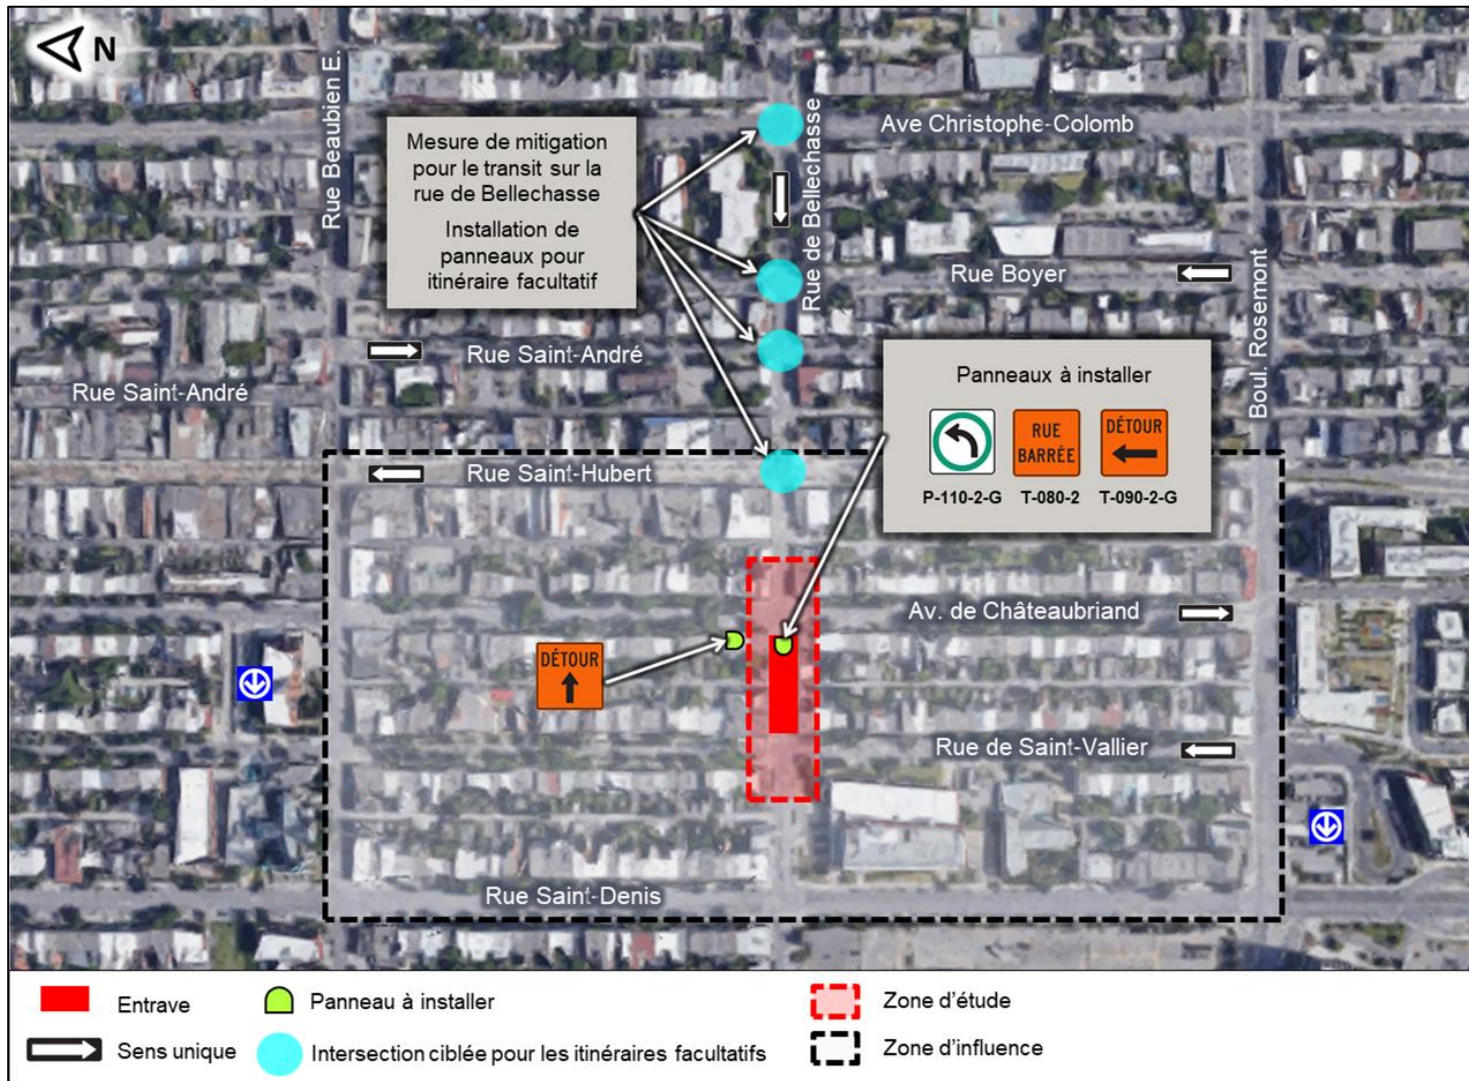 N
Rue Beaubien E.
Rue de Bellechasse
Ave Christophe-Colomb
Mesure de mitigation
pour le transit sur la
rue de Bellechasse
Installation de
panneaux pour
itinéraire facultatif
Rue Boyer
Boul. Rosemont
Rue Saint-André
Rue Saint-André
Panneaux à installer
RUE
BARRÉE
DÉTOUR
P-110-2-G
T-080-2
T-090-2-G
Rue Saint-Hubert
Av. de Châteaubriand
DÉTOUR
Rue de Saint-Vallier
Rue Saint-Denis
Entrave
Panneau à installer
Zone d'étude
Sens unique
Intersection ciblée pour les itinéraires facultatifs
Zone d'influence